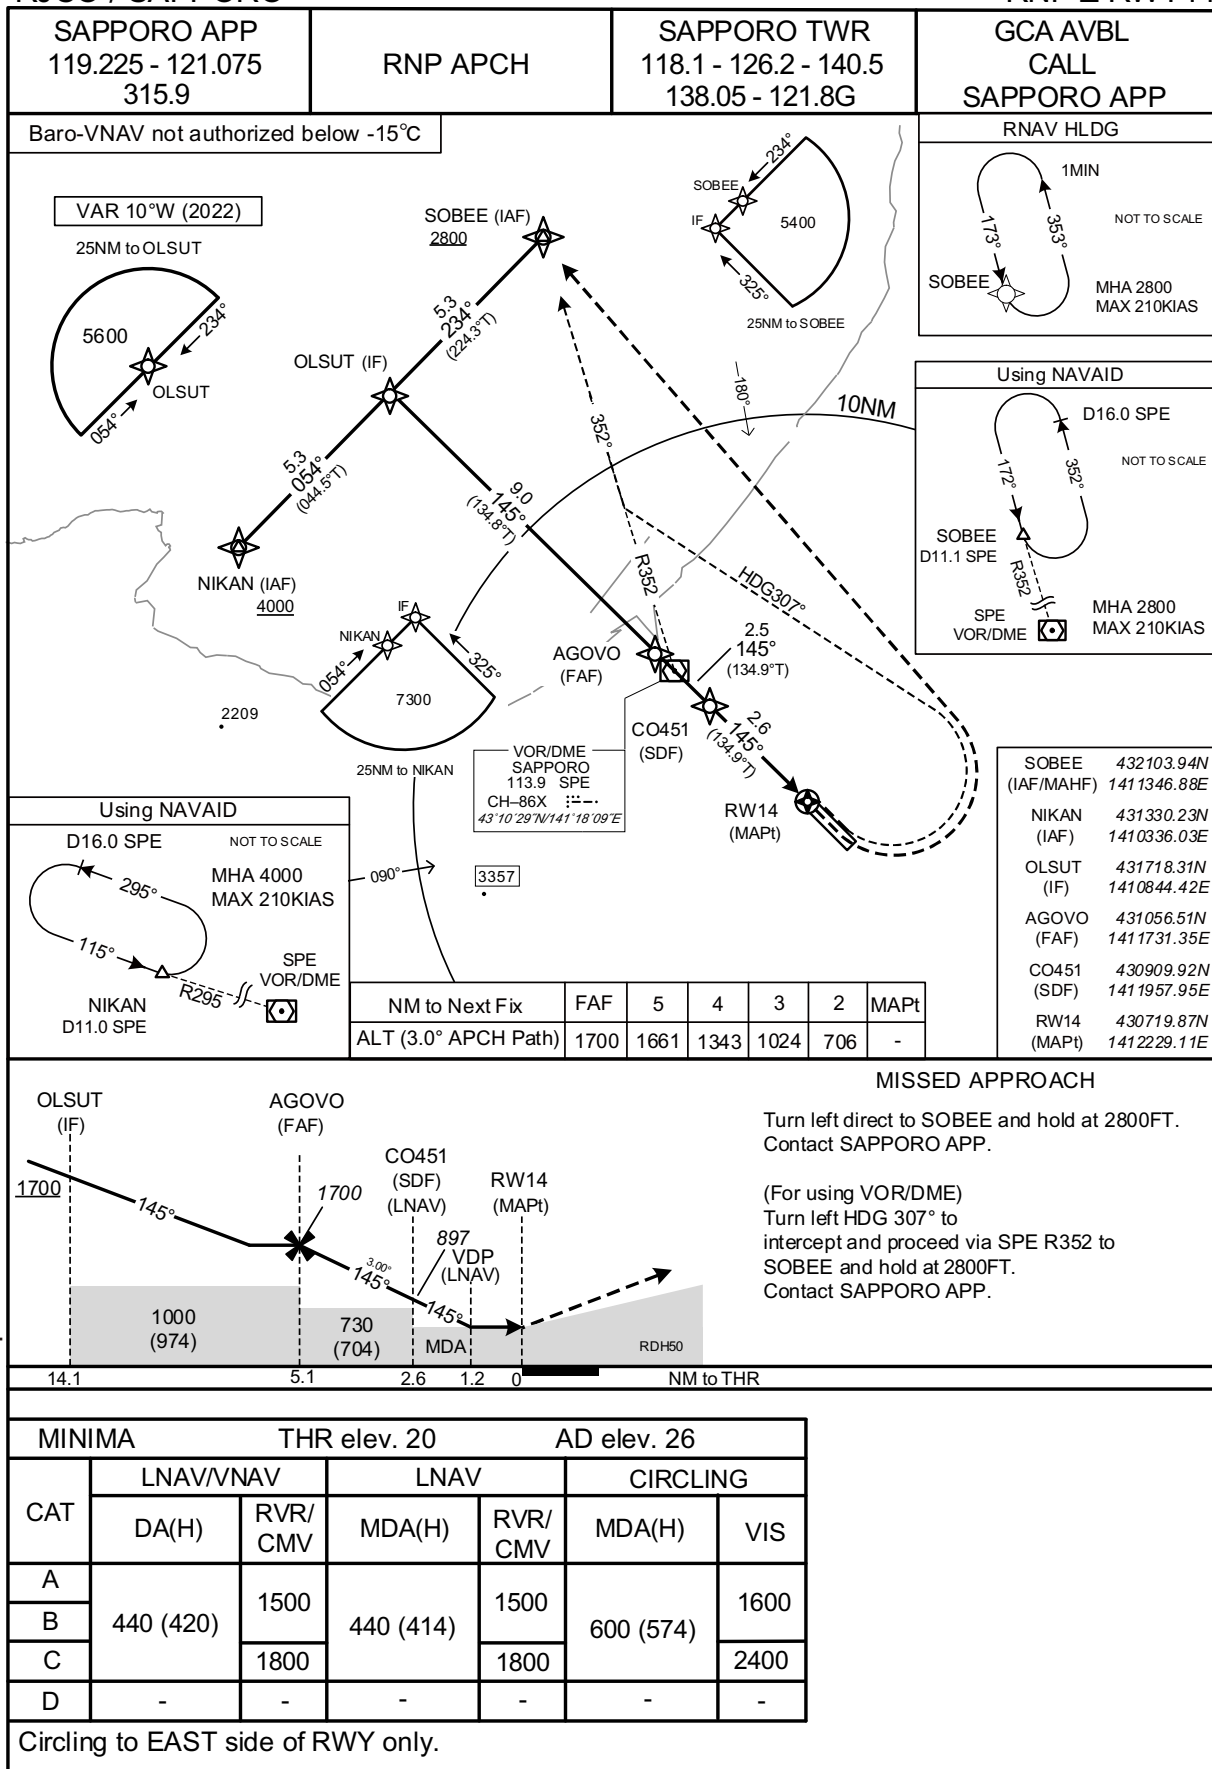 SAPPORO APP
119.225 - 121.075
315.9
RNP APCH
SAPPORO TWR
118.1 - 126.2 - 140.5
138.05 - 121.8G
GCA AVBL
CALL
SAPPORO APP
Baro-VNAV not authorized below -15°C
VAR 10°W (2022)
25NM to OLSUT
5600
234°
054°
OLSUT
SOBEE (IAF)
2800
5.3
234°
(224.3°T)
OLSUT (IF)
5.3
054°
(044.5°T)
NIKAN (IAF)
4000
SOBEE
IF
234°
5400
325°
25NM to SOBEE
RNAV HLDG
1MIN
173°
353°
NOT TO SCALE
SOBEE
MHA 2800
MAX 210KIAS
Using NAVAID
D16.0 SPE
172°
352°
NOT TO SCALE
SOBEE
D11.1 SPE
R352
SPE
VOR/DME
MHA 2800
MAX 210KIAS
180°
10NM
352°
R352
HDG307°
9.0
145°
(134.8°T)
IF
NIKAN
054°
325°
7300
25NM to NIKAN
2209
AGOVO
(FAF)
2.5
145°
(134.9°T)
CO451
(SDF)
2.6
145°
(134.9°T)
RW14
(MAPt)
VOR/DME
SAPPORO
113.9 SPE
CH–86X
43°10'29"N/141°18'09"E
090°
3357
Using NAVAID
D16.0 SPE
NOT TO SCALE
295°
MHA 4000
MAX 210KIAS
115°
SPE
VOR/DME
R295
NIKAN
D11.0 SPE
SOBEE 432103.94N
(IAF/MAHF) 1411346.88E
NIKAN 431330.23N
(IAF) 1410336.03E
OLSUT 431718.31N
(IF) 1410844.42E
AGOVO 431056.51N
(FAF) 1411731.35E
CO451 430909.92N
(SDF) 1411957.95E
RW14 430719.87N
(MAPt) 1412229.11E
NM to Next Fix FAF 5 4 3 2 MAPt
ALT (3.0° APCH Path) 1700 1661 1343 1024 706 -
OLSUT
(IF)
AGOVO
(FAF)
CO451
(SDF)
(LNAV)
RW14
(MAPt)
1700
145°
1700
3.00°
145°
897
VDP
(LNAV)
145°
1000
(974)
730
(704)
MDA
RDH50
14.1 5.1 2.6 1.2 0 NM to THR
MISSED APPROACH
Turn left direct to SOBEE and hold at 2800FT.
Contact SAPPORO APP.
(For using VOR/DME)
Turn left HDG 307° to
intercept and proceed via SPE R352 to
SOBEE and hold at 2800FT.
Contact SAPPORO APP.
MINIMA THR elev. 20 AD elev. 26
CAT LNAV/VNAV LNAV CIRCLING
DA(H) RVR/CMV MDA(H) RVR/CMV MDA(H) VIS
A
B
440 (420) 1500 440 (414) 1500 600 (574) 1600
C 1800 1800 2400
D - - - - - -
Circling to EAST side of RWY only.